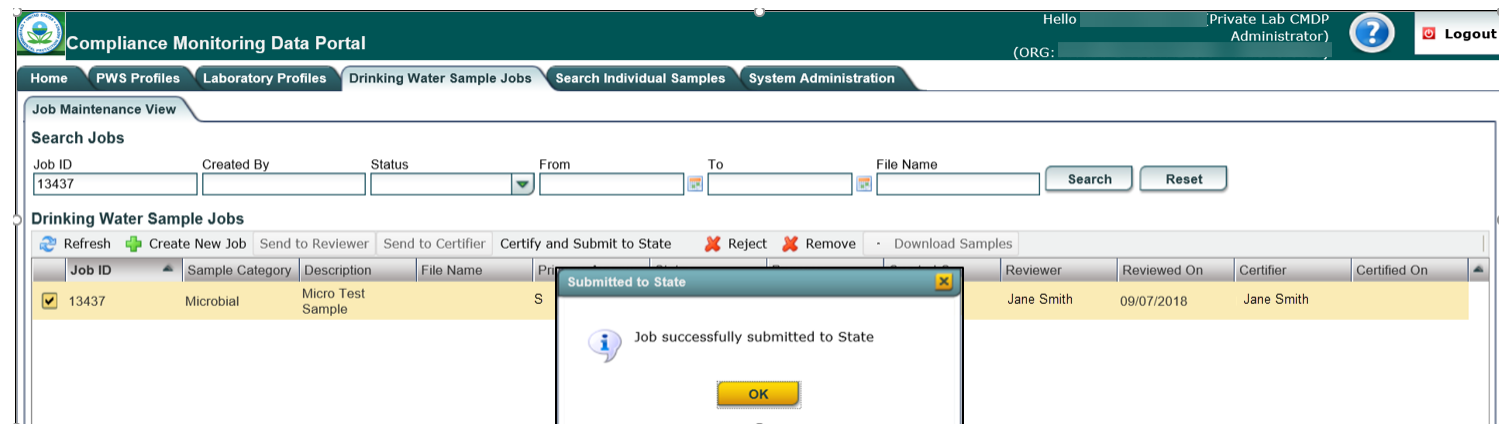 Hello (Private Lab CMDP
Administrator)
(ORG:
Logout
Compliance Monitoring Data Portal
Home PWS Profiles Laboratory Profiles Drinking Water Sample Jobs Search Individual Samples System Administration
Job Maintenance View
Search Jobs
Job ID Created By Status From To File Name
13437 Search Reset
Drinking Water Sample Jobs
Refresh Create New Job Send to Reviewer Send to Certifier Certify and Submit to State Reject Remove - Download Samples
Job ID Sample Category Description File Name Reviewer Reviewed On Certifier Certified On
Submitted to State
13437 Microbial Micro Test Sample S Jane Smith 09/07/2018 Jane Smith
Job successfully submitted to State
OK